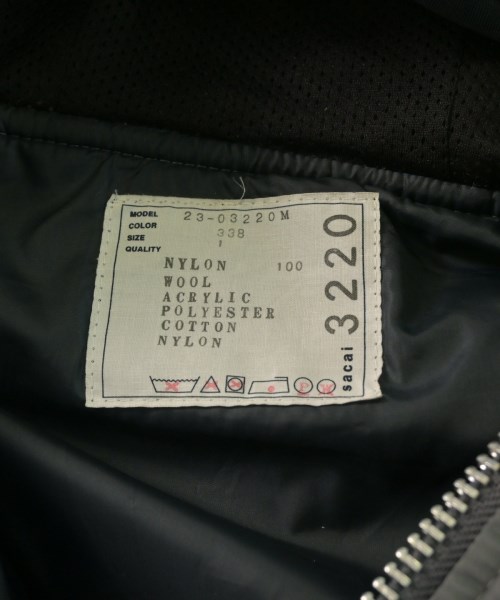 MODEL 23-03220M
COLOR 338
SIZE 1
QUALITY
NYLON 100
WOOL
ACRYLIC
POLYESTER
COTTON
NYLON
sacai 3220
P
W